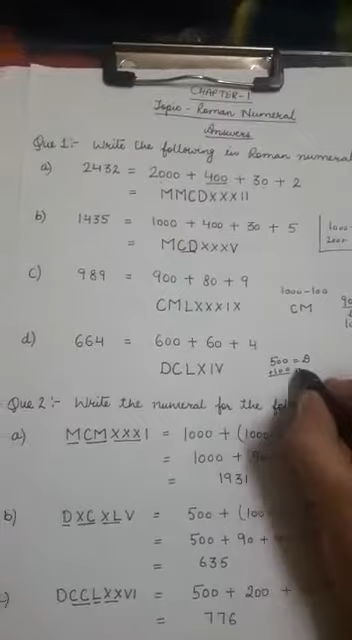 CHAPTER-1
Topic - Roman Numeral
Answers
Que 1:- Write the following in Roman numeral
a) 2432 = 2000 + 400 + 30 + 2
= MMCDXXXII
b) 1435 = 1000 + 400 + 30 + 5
= MCDXXXV
1000-
2000
c) 989 = 900 + 80 + 9
CMLXXXIX
1000-100
CM
d) 664 = 600 + 60 + 4
DCLXIV
500 = D
+100
Que 2:- Write the numeral for the
a) MCMXXXI = 1000 + (1000
= 1000 +
= 1931
b) DXCXLV = 500 + (100
= 500 + 90 +
= 635
DCCLXXVI = 500 + 200 +
= 776